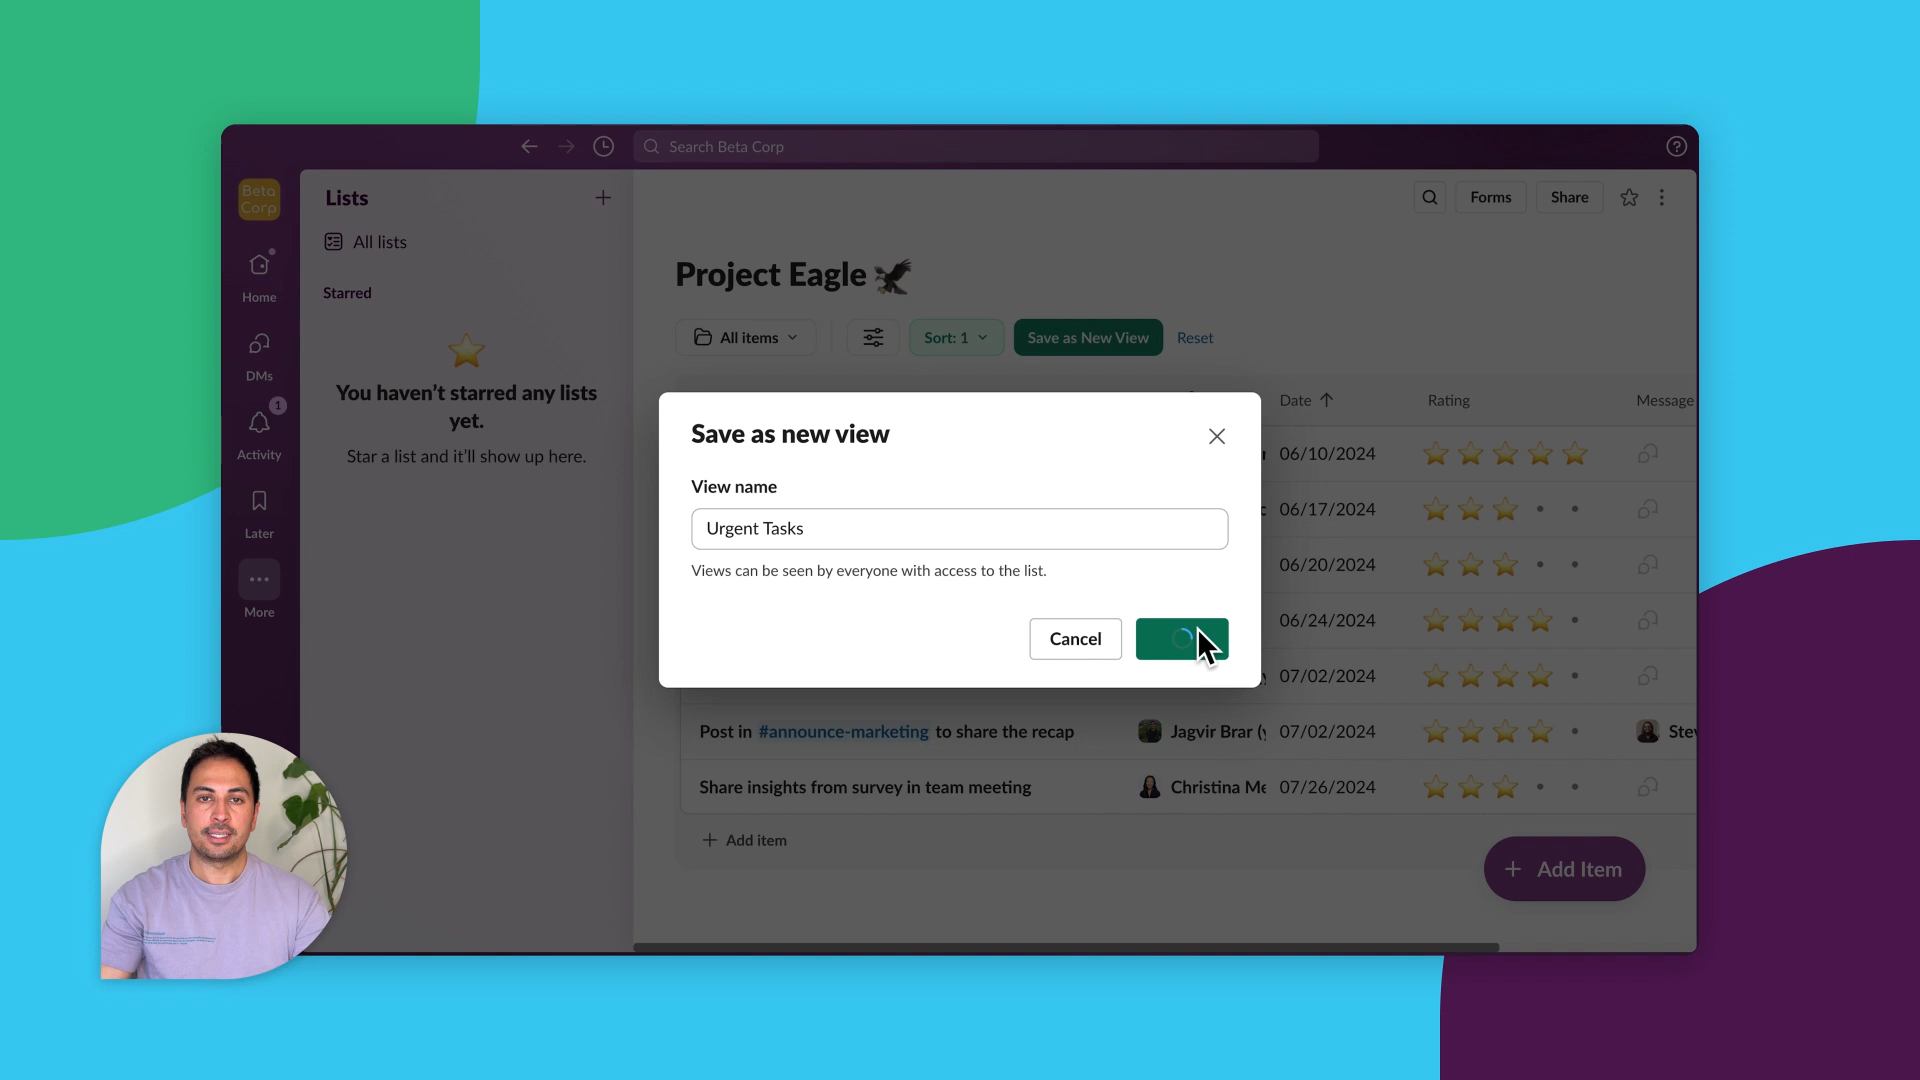 Search Beta Corp
Beta
Corp
Lists
All lists
Starred
You haven’t starred any lists
yet.
Star a list and it’ll show up here.
Home
DMs
1
Activity
Later
More
Forms
Share
Project Eagle
All items
Sort: 1
Save as New View
Reset
Date
Rating
Message
06/10/2024
06/17/2024
06/20/2024
06/24/2024
07/02/2024
Save as new view
View name
Urgent Tasks
Views can be seen by everyone with access to the list.
Cancel
Post in #announce-marketing to share the recap
Jagvir Brar
07/02/2024
Share insights from survey in team meeting
Christina
07/26/2024
Add item
Add Item